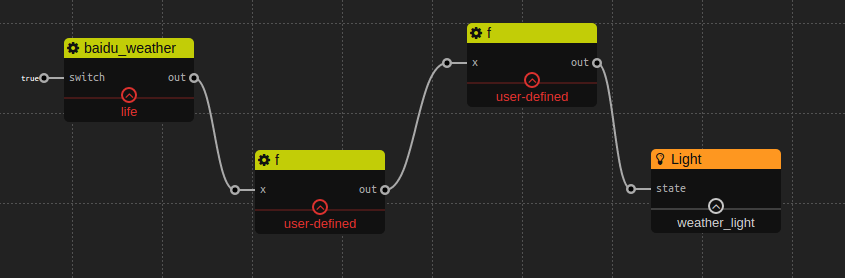 baidu_weather
true
switch
out
life
f
x
out
user-defined
f
x
out
user-defined
Light
state
weather_light